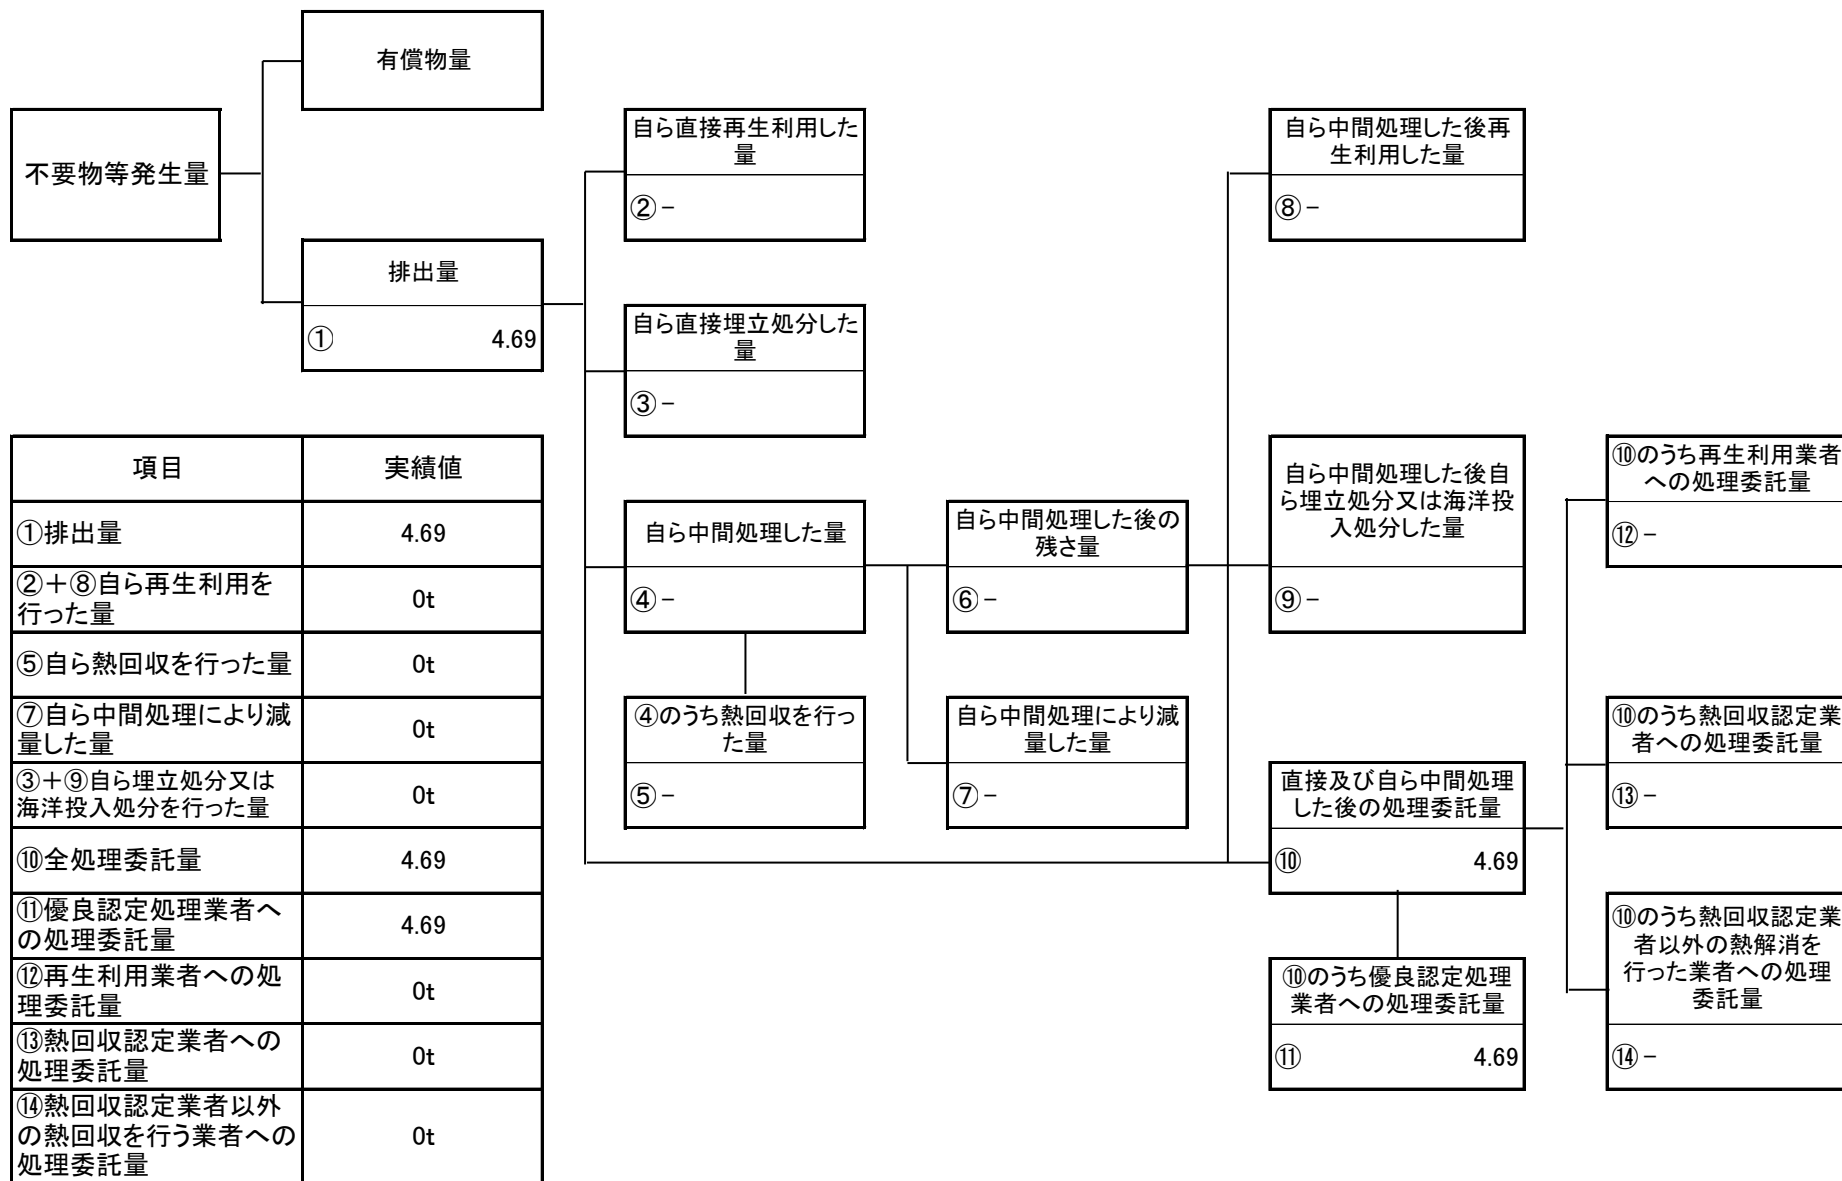 有償物量
不要物等発生量
排出量
① 4.69
自ら直接再生利用した
量
②－
自ら直接埋立処分した
量
③－
自ら中間処理した量
④－
④のうち熱回収を行っ
た量
⑤－
自ら中間処理した後の
残さ量
⑥－
自ら中間処理により減
量した量
⑦－
自ら中間処理した後再
生利用した量
⑧－
自ら中間処理した後自
ら埋立処分又は海洋投
入処分した量
⑨－
直接及び自ら中間処理
した後の処理委託量
⑩ 4.69
⑩のうち優良認定処理
業者への処理委託量
⑪ 4.69
⑩のうち再生利用業者
への処理委託量
⑫－
⑩のうち熱回収認定業
者への処理委託量
⑬－
⑩のうち熱回収認定業
者以外の熱解消を
行った業者への処理
委託量
⑭－
項目 実績値
①排出量 4.69
②＋⑧自ら再生利用を
行った量 0t
⑤自ら熱回収を行った量 0t
⑦自ら中間処理により減
量した量 0t
③＋⑨自ら埋立処分又は
海洋投入処分を行った量 0t
⑩全処理委託量 4.69
⑪優良認定処理業者へ
の処理委託量 4.69
⑫再生利用業者への処
理委託量 0t
⑬熱回収認定業者への
処理委託量 0t
⑭熱回収認定業者以外
の熱回収を行う業者への
処理委託量 0t